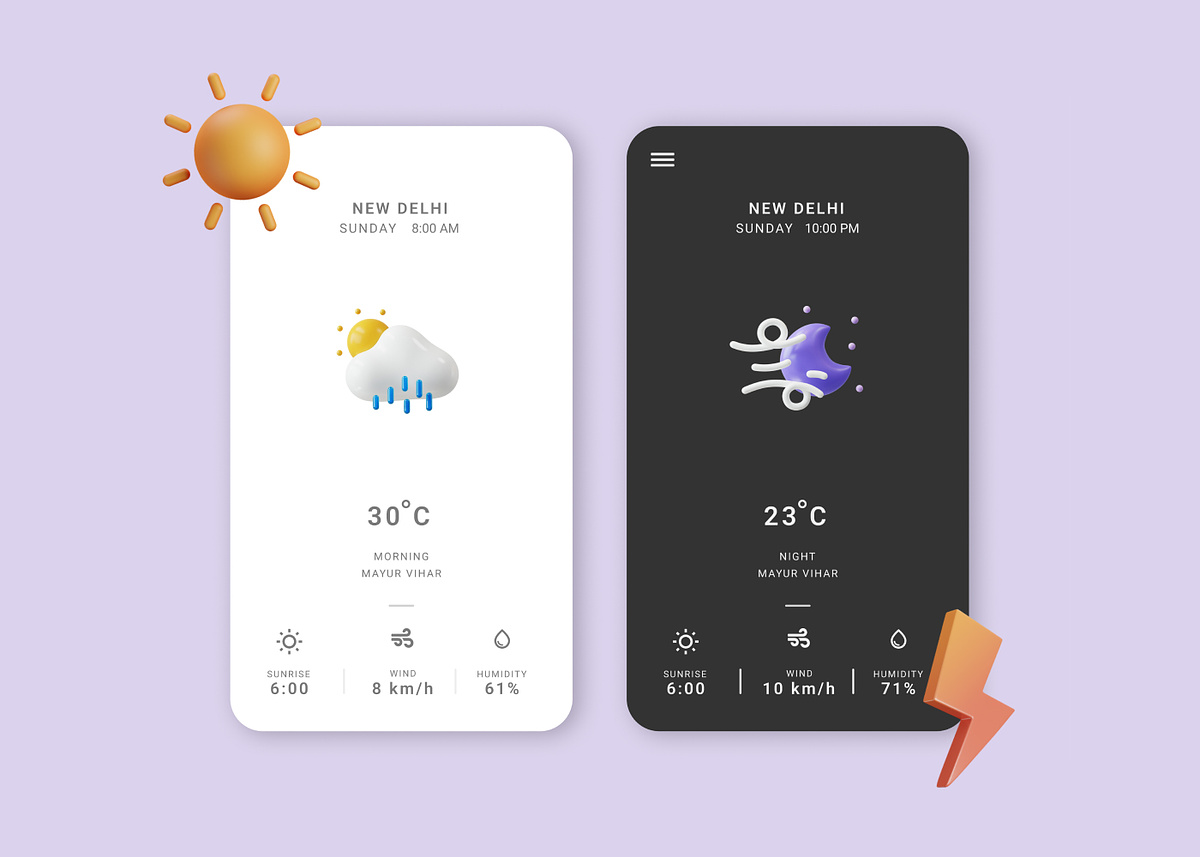 NEW DELHI
SUNDAY 8:00 AM
30°C
MORNING
MAYUR VIHAR
SUNRISE
6:00
WIND
8 km/h
HUMIDITY
61%
NEW DELHI
SUNDAY 10:00 PM
23°C
NIGHT
MAYUR VIHAR
SUNRISE
6:00
WIND
10 km/h
HUMIDITY
71%